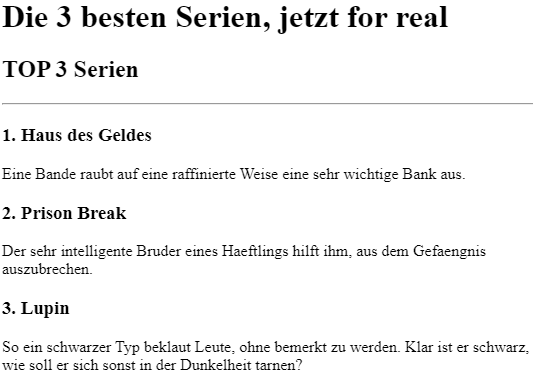 Die 3 besten Serien, jetzt for real
TOP 3 Serien
1. Haus des Geldes
Eine Bande raubt auf eine raffinierte Weise eine sehr wichtige Bank aus.
2. Prison Break
Der sehr intelligente Bruder eines Haeftlings hilft ihm, aus dem Gefaengnis
auszubrechen.
3. Lupin
So ein schwarzer Typ beklaut Leute, ohne bemerkt zu werden. Klar ist er schwarz,
wie soll er sich sonst in der Dunkelheit tarnen?